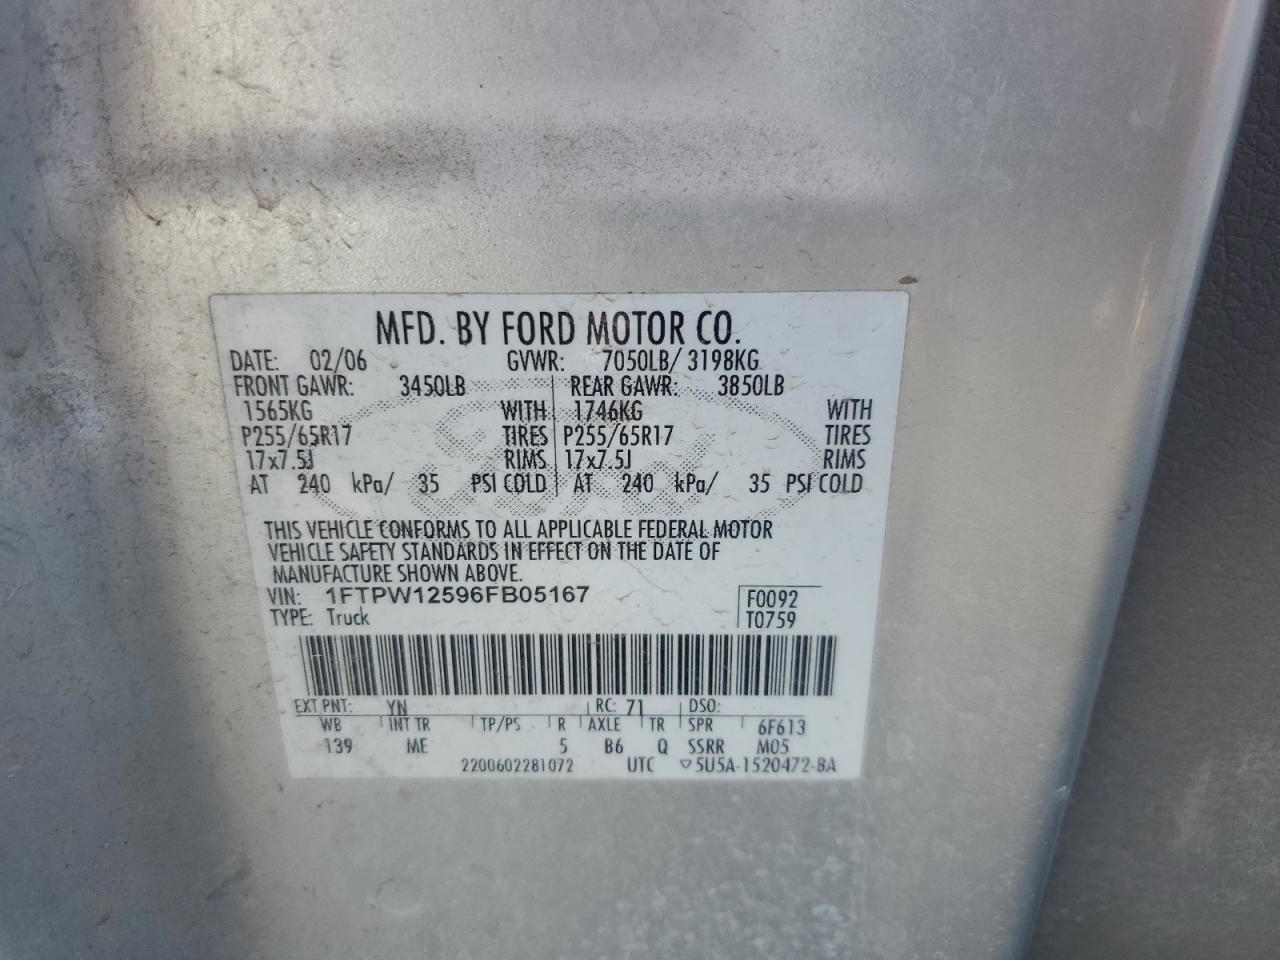 MFD. BY FORD MOTOR CO.
DATE: 02/06 GVWR: 7050LB/ 3198KG
FRONT GAWR: 3450LB REAR GAWR: 3850LB
1565KG WITH 1746KG WITH
P255/65R17 TIRES P255/65R17 TIRES
17x7.5J RIMS 17x7.5J RIMS
AT 240 kPa/ 35 PSI COLD AT 240 kPa/ 35 PSI COLD
THIS VEHICLE CONFORMS TO ALL APPLICABLE FEDERAL MOTOR
VEHICLE SAFETY STANDARDS IN EFFECT ON THE DATE OF
MANUFACTURE SHOWN ABOVE.
VIN: 1FTPW12596FB05167 F0092
TYPE: Truck T0759
EXT PNT: YN RC: 71 DSO:
WB INT TR TP/PS R AXLE TR SPR 6F613
139 ME 5 B6 Q SSRR M05
2200602281072 UTC ▽5U5A-1520472-BA